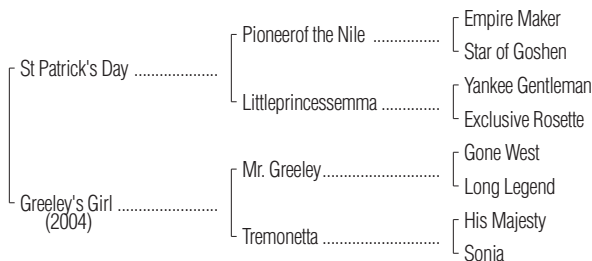 Empire Maker
Pioneerof the Nile ................
Star of Goshen
St Patrick's Day ....................
Yankee Gentleman
Littleprincessemma ..............
Exclusive Rosette
Gone West
Mr. Greeley............................
Long Legend
Greeley's Girl ........................
(2004)
His Majesty
Tremonetta ............................
Sonia